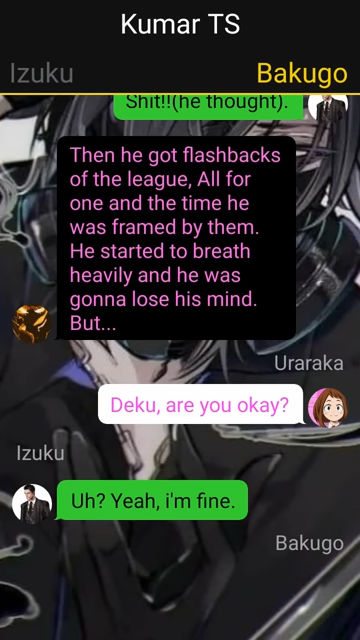 Kumar TS
Izuku
Bakugo
Shit!!(he thought).
Then he got flashbacks
of the league, All for
one and the time he
was framed by them.
He started to breath
heavily and he was
gonna lose his mind.
But...
Uraraka
Deku, are you okay?
Izuku
Uh? Yeah, i'm fine.
Bakugo